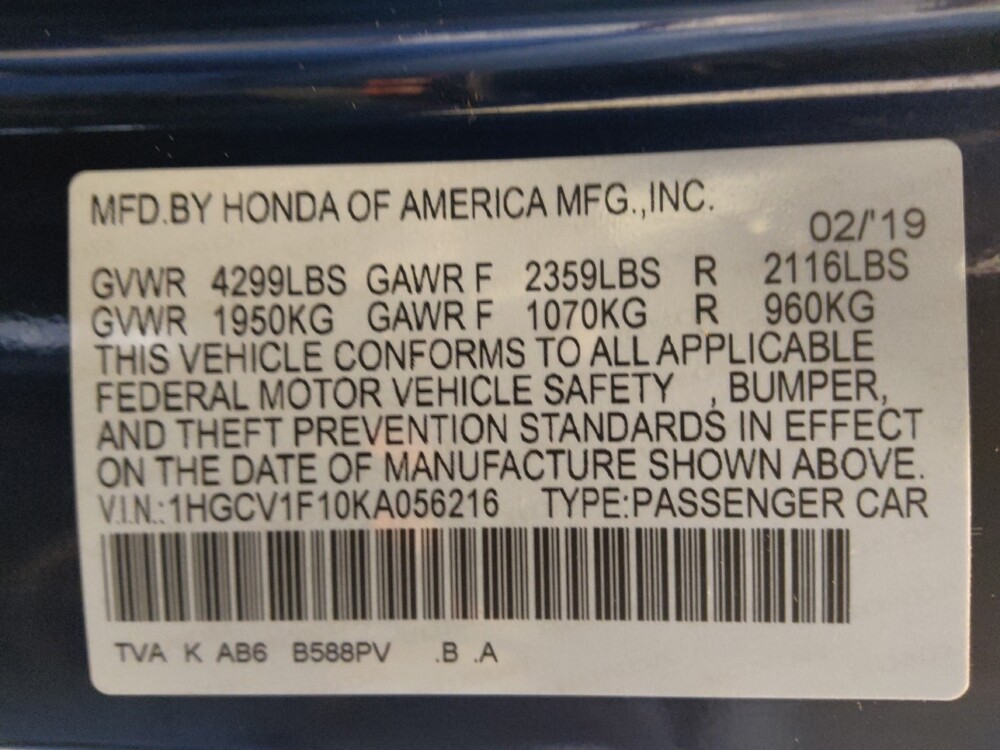 MFD.BY HONDA OF AMERICA MFG.,INC.
02/'19
GVWR 4299LBS GAWR F 2359LBS R 2116LBS
GVWR 1950KG GAWR F 1070KG R 960KG
THIS VEHICLE CONFORMS TO ALL APPLICABLE
FEDERAL MOTOR VEHICLE SAFETY , BUMPER,
AND THEFT PREVENTION STANDARDS IN EFFECT
ON THE DATE OF MANUFACTURE SHOWN ABOVE.
V.I.N.:1HGCV1F10KA056216 TYPE:PASSENGER CAR
TVA K AB6 B588PV .B .A